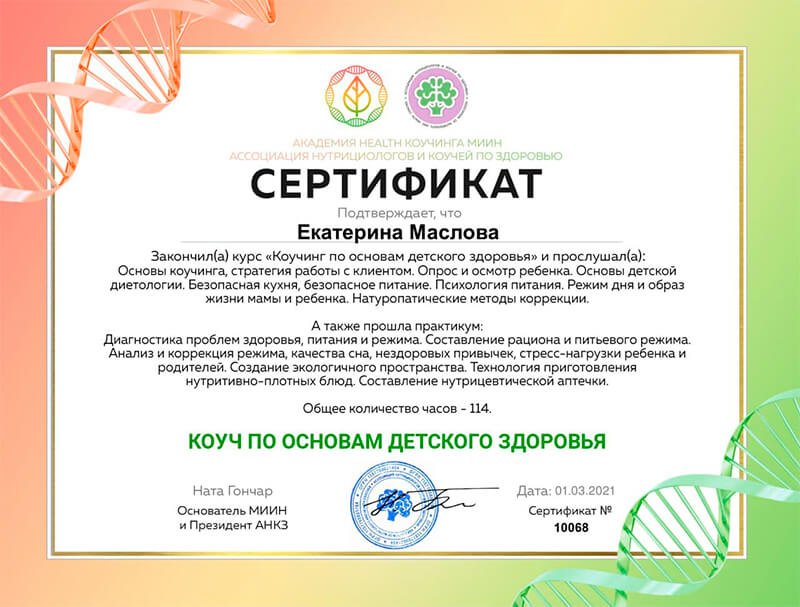 АКАДЕМИЯ HEALTH КОУЧИНГА МИИН
АССОЦИАЦИЯ НУТРИЦИОЛОГОВ И КОУЧЕЙ ПО ЗДОРОВЬЮ
СЕРТИФИКАТ
Подтверждает, что
Екатерина Маслова
Закончил(а) курс «Коучинг по основам детского здоровья» и прослушал(а):
Основы коучинга, стратегия работы с клиентом. Опрос и осмотр ребенка. Основы детской
диетологии. Безопасная кухня, безопасное питание. Психология питания. Режим дня и образ
жизни мамы и ребенка. Натуропатические методы коррекции.
А также прошла практикум:
Диагностика проблем здоровья, питания и режима. Составление рациона и питьевого режима.
Анализ и коррекция режима, качества сна, нездоровых привычек, стресс-нагрузки ребенка и
родителей. Создание экологичного пространства. Технология приготовления
нутритивно-плотных блюд. Составление нутрицевтической аптечки.
Общее количество часов - 114.
КОУЧ ПО ОСНОВАМ ДЕТСКОГО ЗДОРОВЬЯ
Ната Гончар
Основатель МИИН
и Президент АНКЗ
Дата: 01.03.2021
Сертификат №
10068